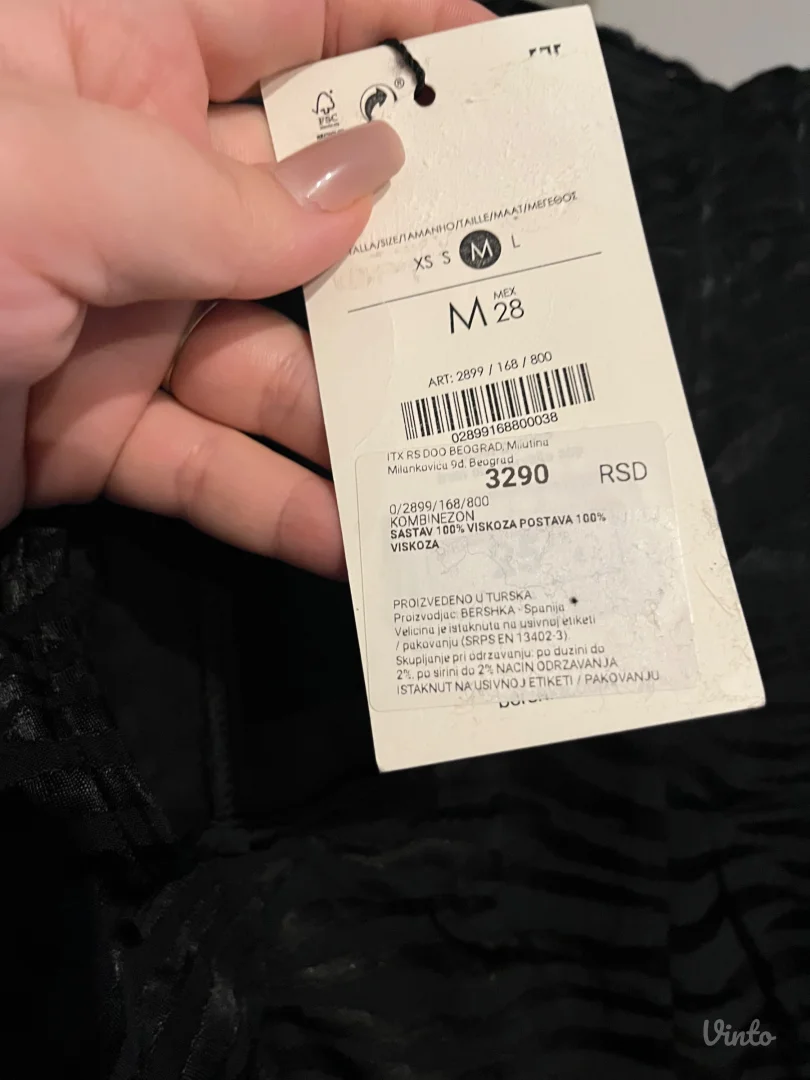 FSC
®
TALLA/SIZE/TAMANHO/TAILLE/MAAT/ΜΕΓΕΘΟΣ
XS S M L
MEX
M 28
ART: 2899 / 168 / 800
02899168800038
ITX RS DOO BEOGRAD, Milutina
Milankovica 9d, Beograd
3290 RSD
0/2899/168/800
KOMBINEZON
SASTAV 100% VISKOZA POSTAVA 100%
VISKOZA
PROIZVEDENO U TURSKA
Proizvodjac: BERSHKA - Spanija
Velicina je istaknuta na usivnoj etiketi
/ pakovanju (SRPS EN 13402-3)
Skupljanje pri odrzavanju: po duzini do
2%, po sirini do 2% NACIN ODRZAVANJA
ISTAKNUT NA USIVNOJ ETIKETI / PAKOVANJU
Vinto